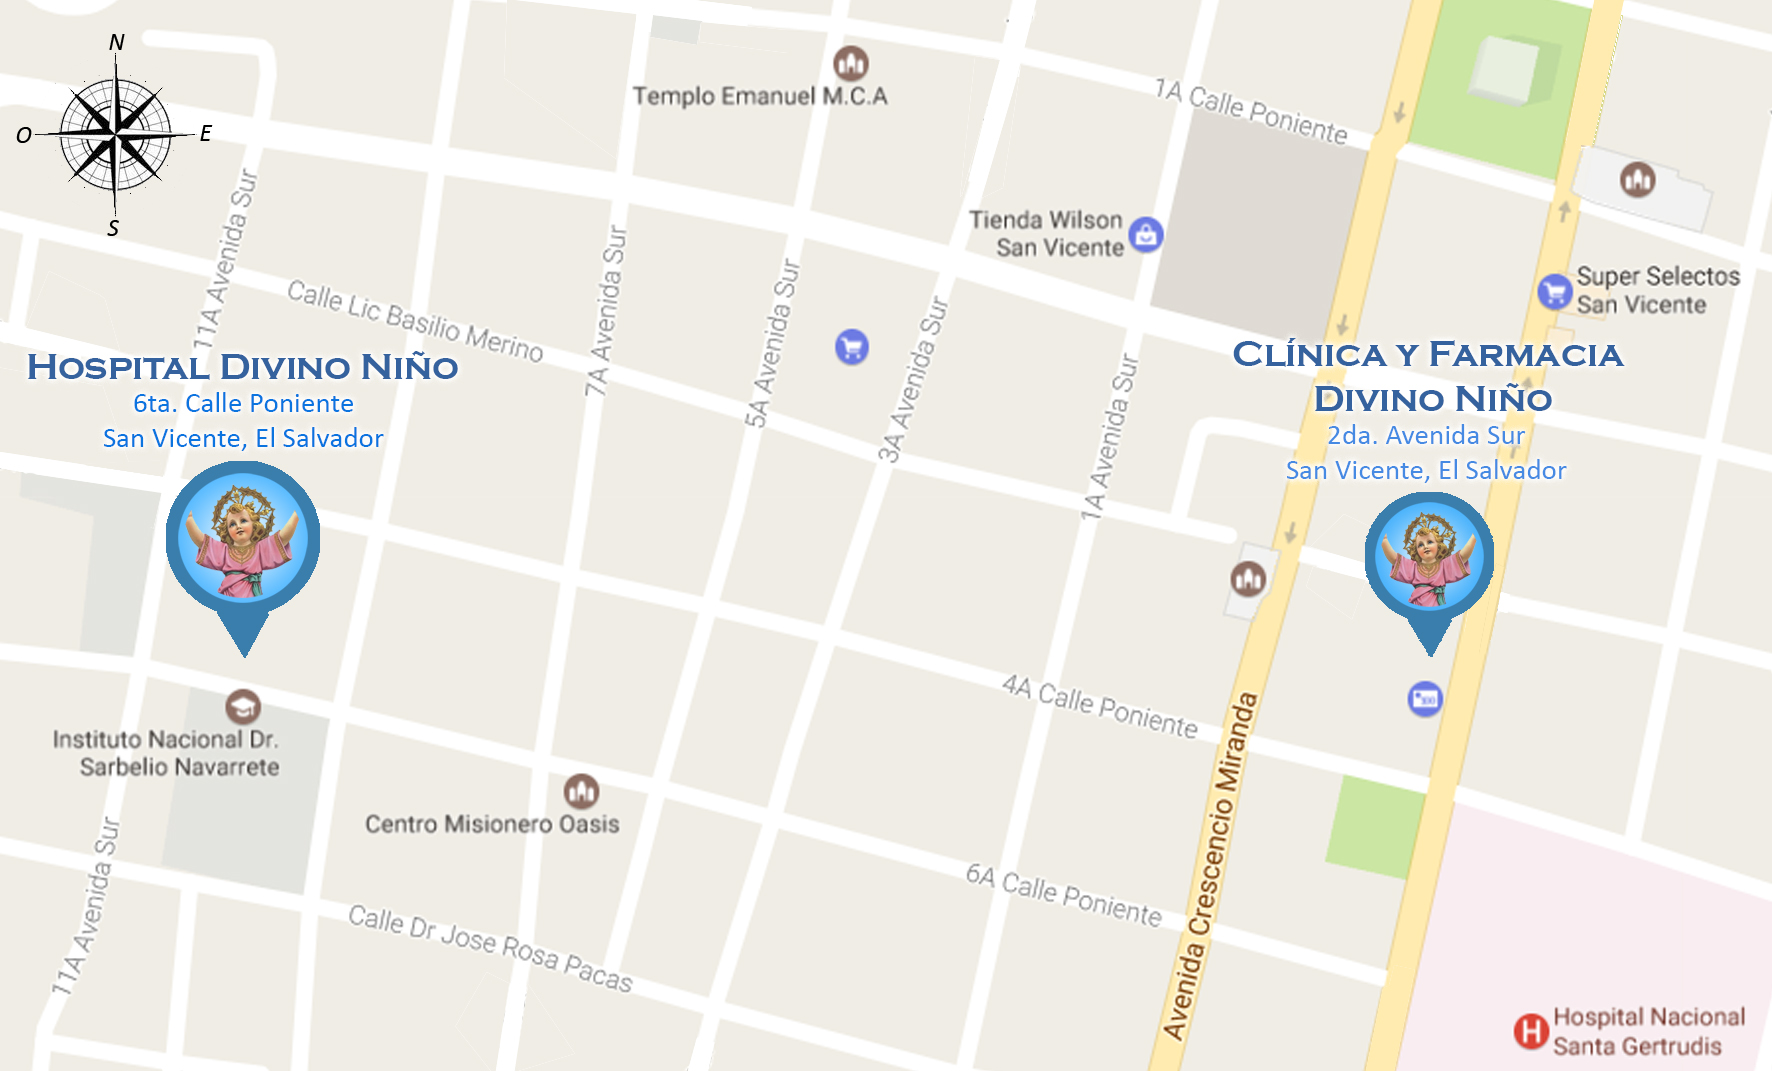 N
O
E
S
Templo Emanuel M.C.A
1A Calle Poniente
11A Avenida Sur
Tienda Wilson
San Vicente
7A Avenida Sur
5A Avenida Sur
Calle Lic Basilio Merino
3A Avenida Sur
Super Selectos
San Vicente
1A Avenida Sur
Hospital Divino Niño
6ta. Calle Poniente
San Vicente, El Salvador
Clínica y Farmacia
Divino Niño
2da. Avenida Sur
San Vicente, El Salvador
4A Calle Poniente
Instituto Nacional Dr.
Sarbelio Navarrete
Centro Misionero Oasis
Avenida Crescencio Miranda
11A Avenida Sur
6A Calle Poniente
Calle Dr Jose Rosa Pacas
H
Hospital Nacional
Santa Gertrudis